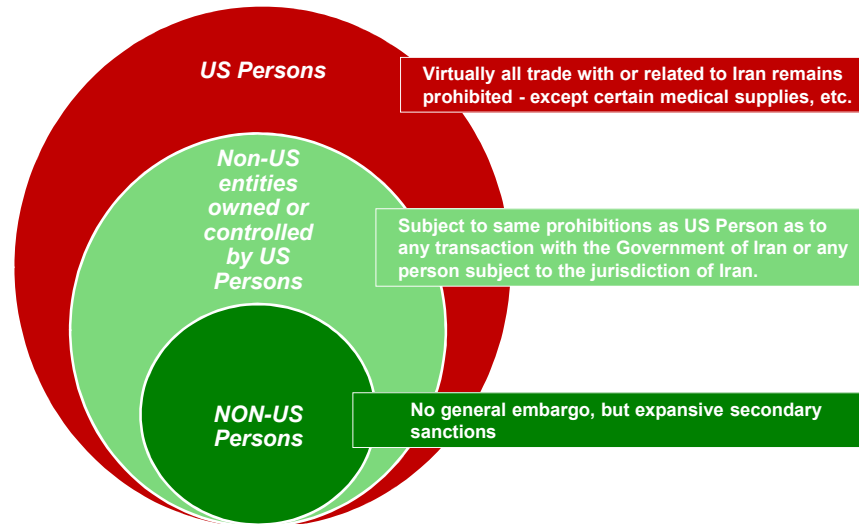 US Persons
Virtually all trade with or related to Iran remains
prohibited - except certain medical supplies, etc.
Non-US
entities
owned or
controlled
by US
Persons
Subject to same prohibitions as US Person as to
any transaction with the Government of Iran or any
person subject to the jurisdiction of Iran.
NON-US
Persons
No general embargo, but expansive secondary
sanctions